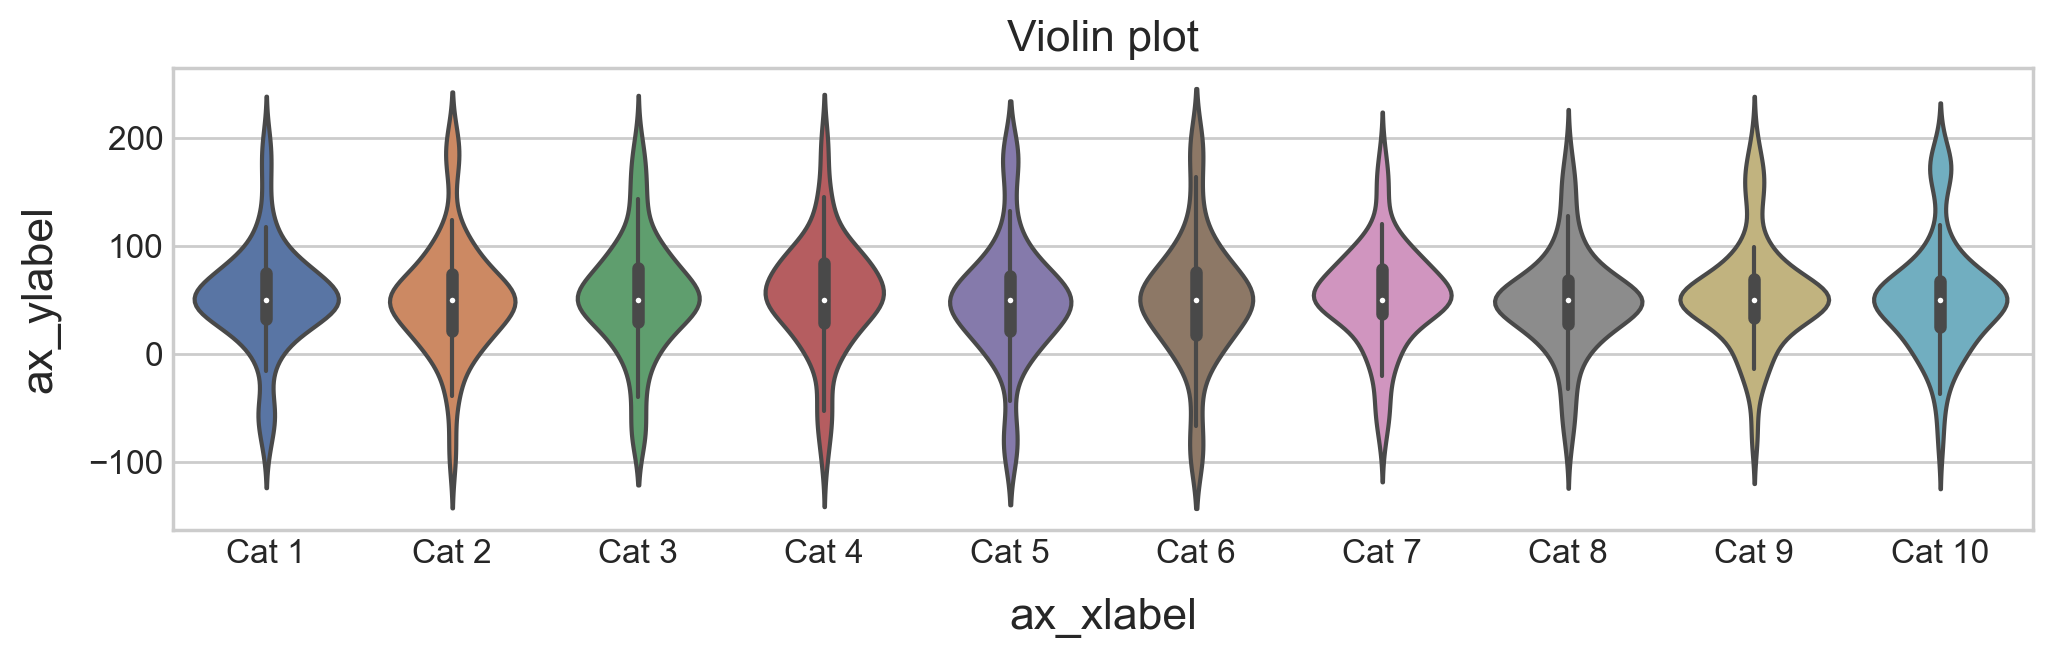 Violin plot
200
100
0
−100
ax_ylabel
Cat 1 Cat 2 Cat 3 Cat 4 Cat 5 Cat 6 Cat 7 Cat 8 Cat 9 Cat 10
ax_xlabel